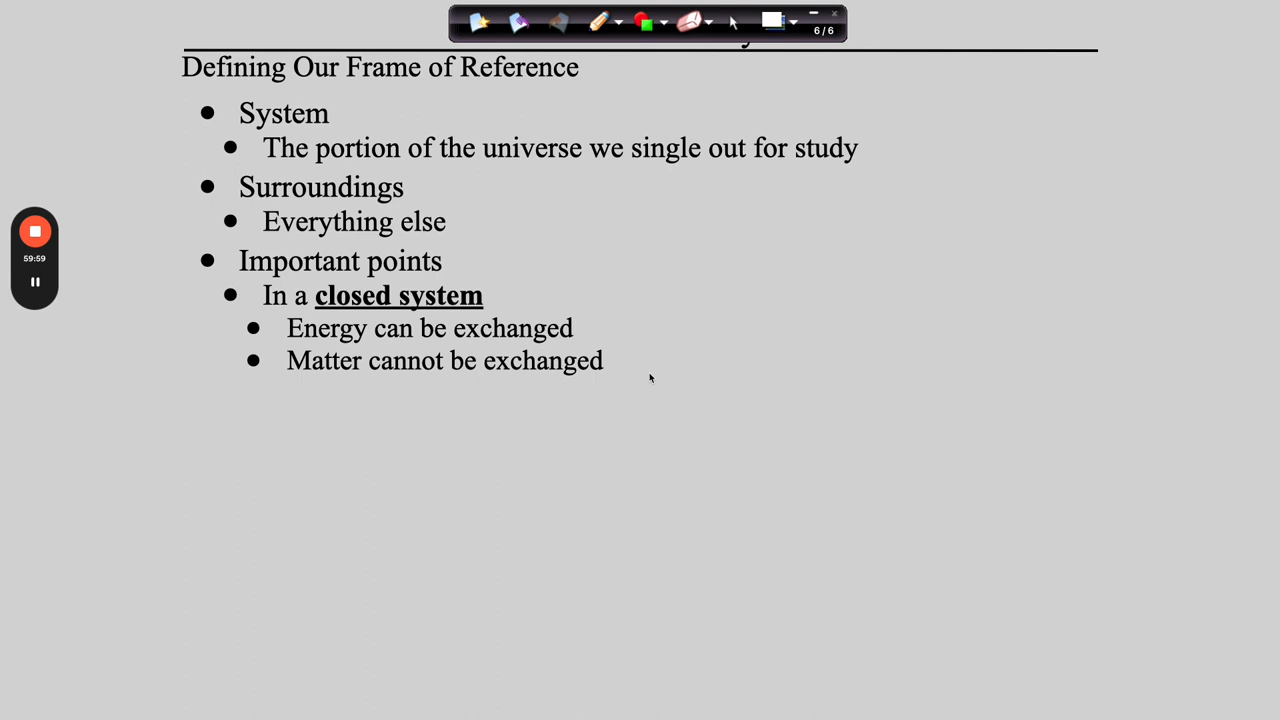 6/6
Defining Our Frame of Reference
• System
• The portion of the universe we single out for study
• Surroundings
• Everything else
59:59
• Important points
• In a closed system
• Energy can be exchanged
• Matter cannot be exchanged